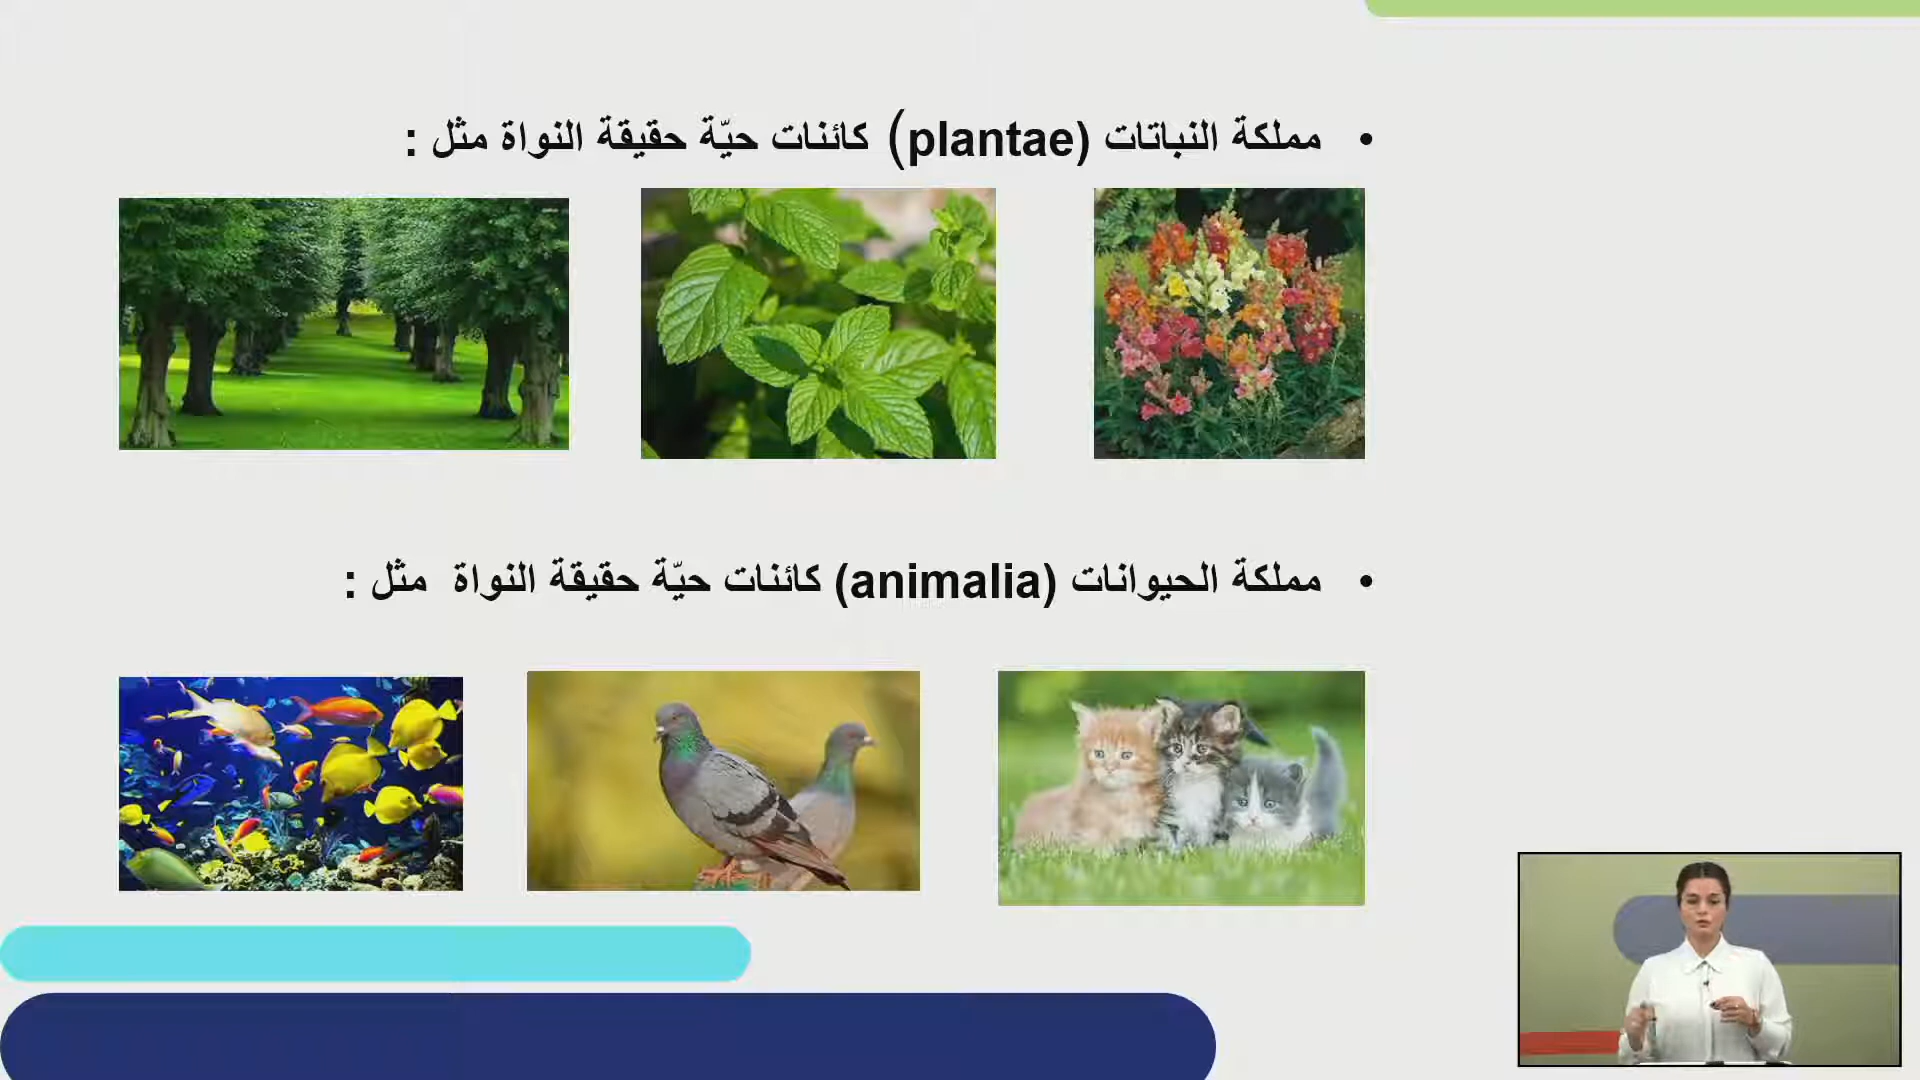 • مملكة النباتات (plantae) كائنات حيّة حقيقة النواة مثل :
• مملكة الحيوانات (animalia) كائنات حيّة حقيقة النواة مثل :